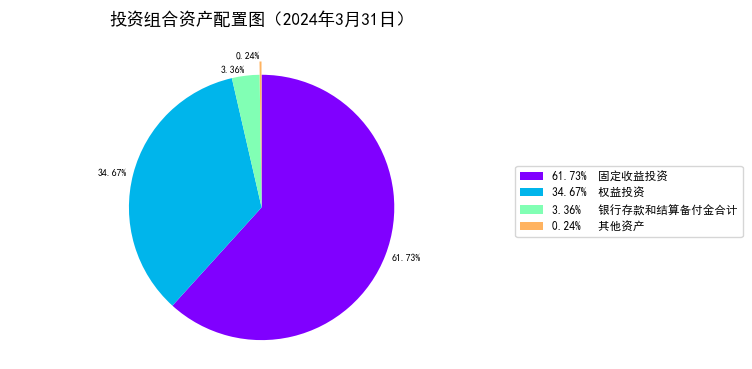 投资组合资产配置图（2024年3月31日）
0.24%
3.36%
34.67%
61.73%
61.73% 固定收益投资
34.67% 权益投资
3.36% 银行存款和结算备付金合计
0.24% 其他资产